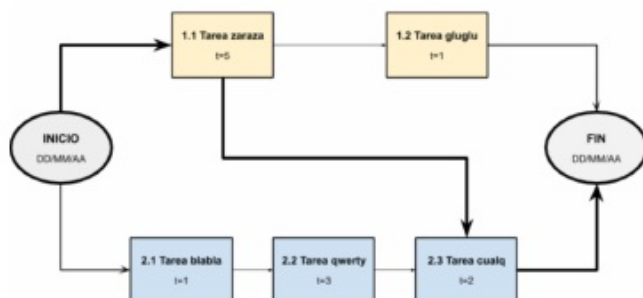 1.1 Tarea zaraza
t=5
1.2 Tarea gluglu
t=1
INICIO
DD/MM/AA
FIN
DD/MM/AA
2.1 Tarea blabla
t=1
2.2 Tarea qwerty
t=3
2.3 Tarea cualq
t=2